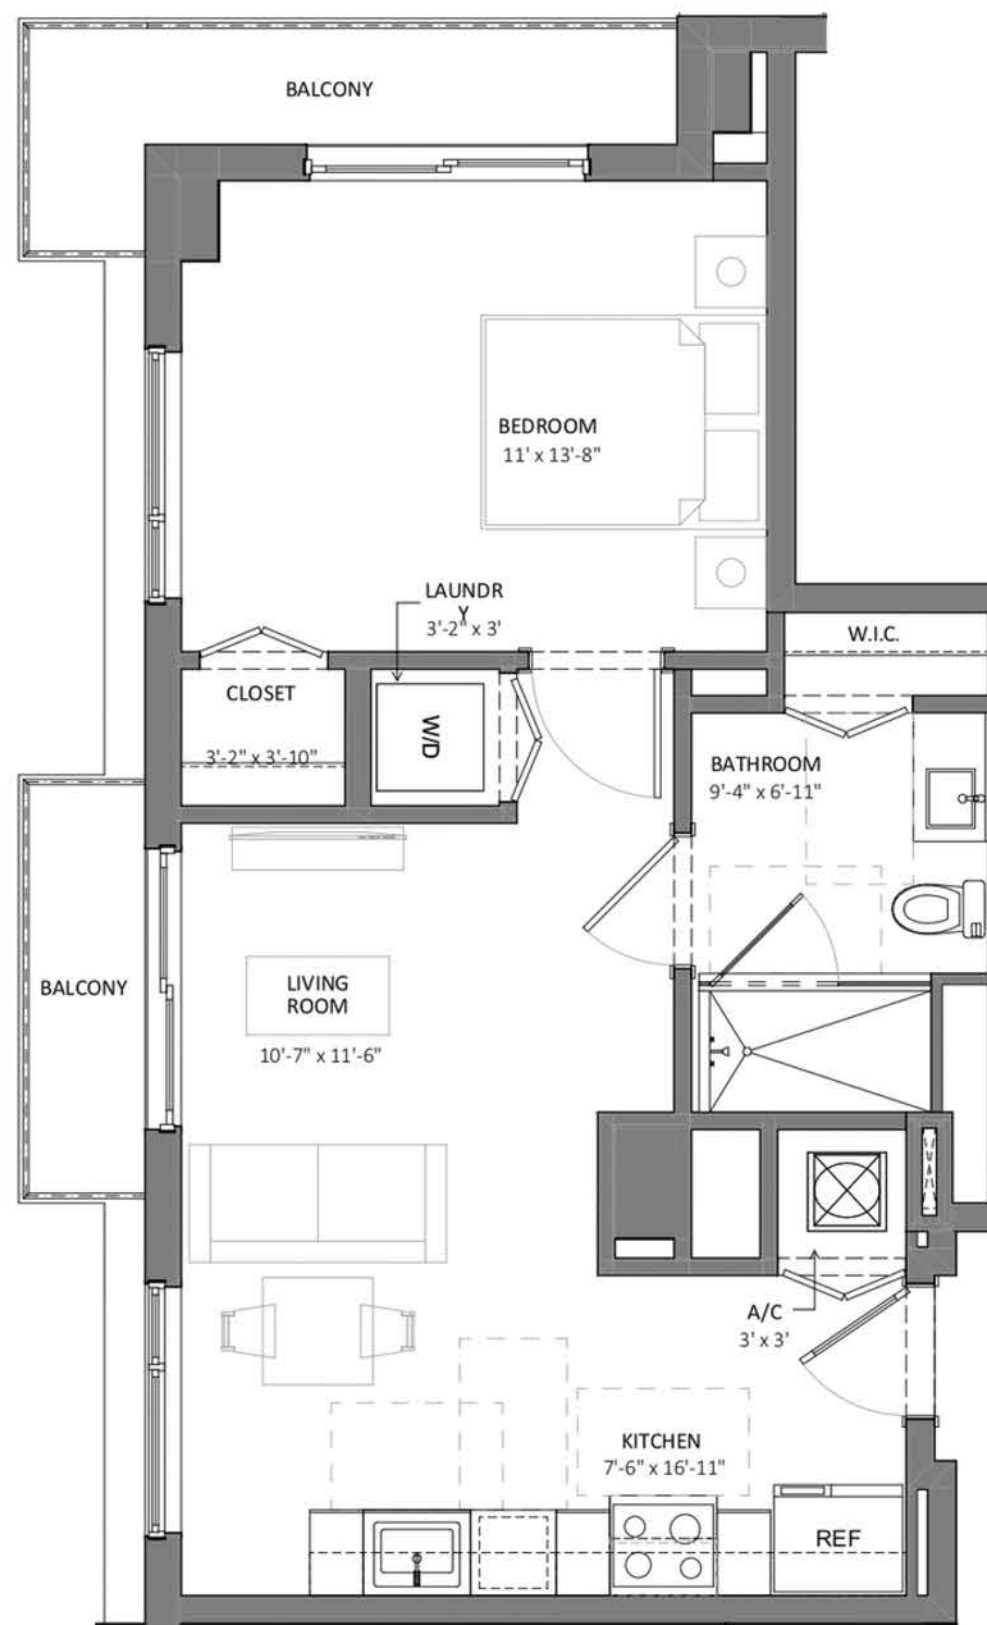 BALCONY
BEDROOM
11' x 13'-8"
LAUNDR
Y
3'-2" x 3'
W.I.C.
CLOSET
3'-2" x 3'-10"
W/D
BATHROOM
9'-4" x 6'-11"
BALCONY
LIVING
ROOM
10'-7" x 11'-6"
A/C
3' x 3'
KITCHEN
7'-6" x 16'-11"
REF